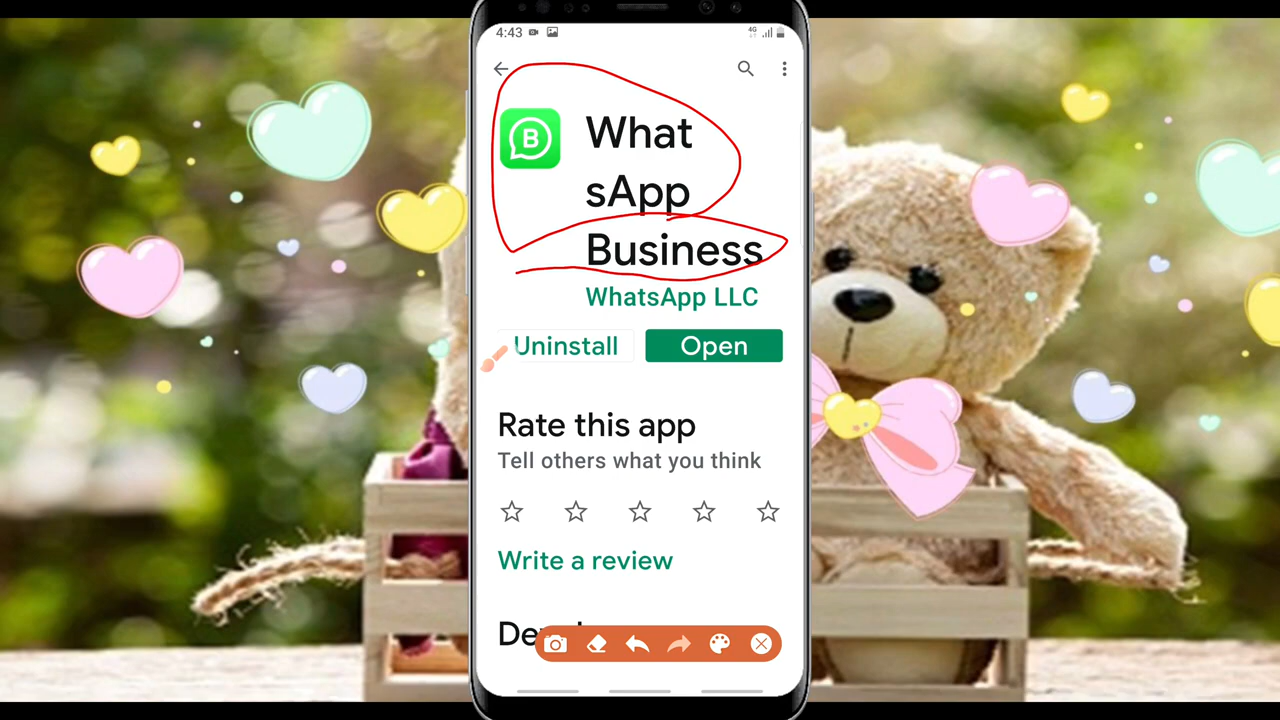 4:43
4G
B
What
sApp
Business
WhatsApp LLC
Uninstall
Open
Rate this app
Tell others what you think
Write a review